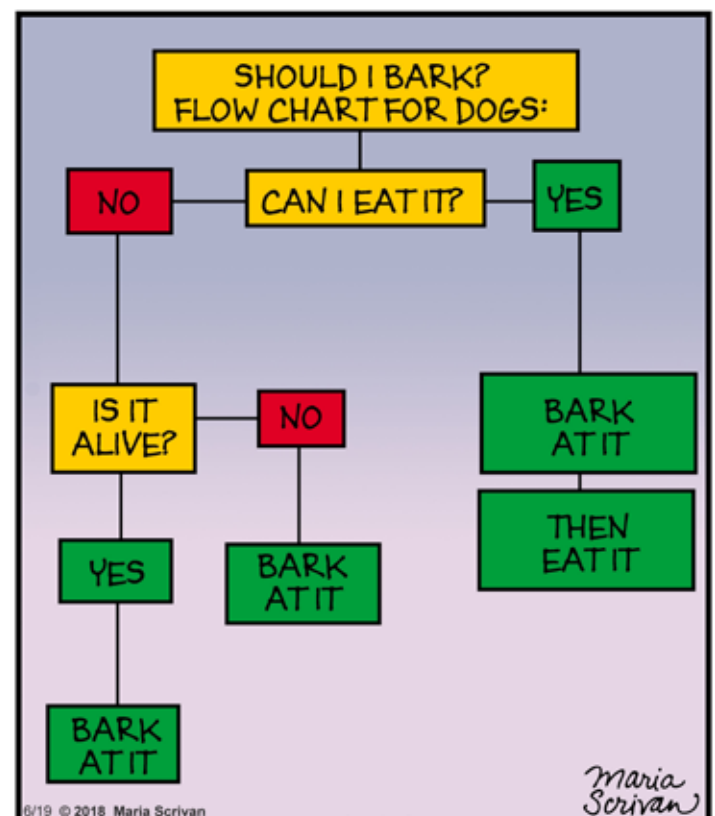 SHOULD I BARK?
FLOW CHART FOR DOGS:
NO
CAN I EAT IT?
YES
IS IT
ALIVE?
NO
BARK
AT IT
THEN
EAT IT
YES
BARK
AT IT
BARK
AT IT
6/19 © 2018 Maria Scrivan
Maria
Scrivan